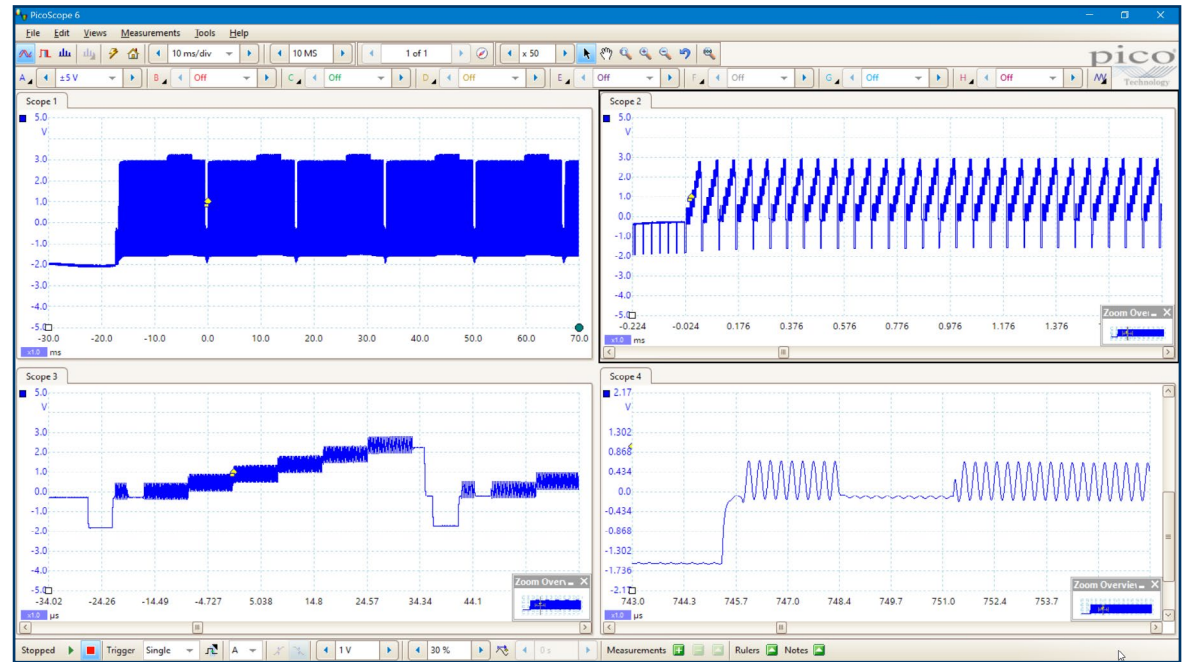 PicoScope 6
File Edit Views Measurements Tools Help
10 ms/div 10 MS 1 of 1 x 50
pico
Technology
A ±5 V B Off C Off D Off E Off F Off G Off H Off
Scope 1
5.0
V
3.0
2.0
1.0
0.0
-1.0
-2.0
-3.0
-4.0
-5.0
-30.0 -20.0 -10.0 0.0 10.0 20.0 30.0 40.0 50.0 60.0 70.0
x1.0 ms
Scope 2
5.0
V
3.0
2.0
1.0
0.0
-1.0
-2.0
-3.0
-4.0
-5.0
Zoom Over
-0.224 -0.024 0.176 0.376 0.576 0.776 0.976 1.176 1.376
x1.0 ms
Scope 3
5.0
V
3.0
2.0
1.0
0.0
-1.0
-2.0
-3.0
-4.0
-5.0
Zoom Overv
-34.02 -24.26 -14.49 -4.727 5.038 14.8 24.57 34.34 44.1
x1.0 µs
Scope 4
2.17
V
1.302
0.868
0.434
0.0
-0.434
-0.868
-1.302
-1.736
-2.17
Zoom Overview
743.0 744.3 745.7 747.0 748.4 749.7 751.0 752.4 753.7
x1.0 µs
Stopped Trigger Single A 1 V 30 % 0 s Measurements Rulers Notes